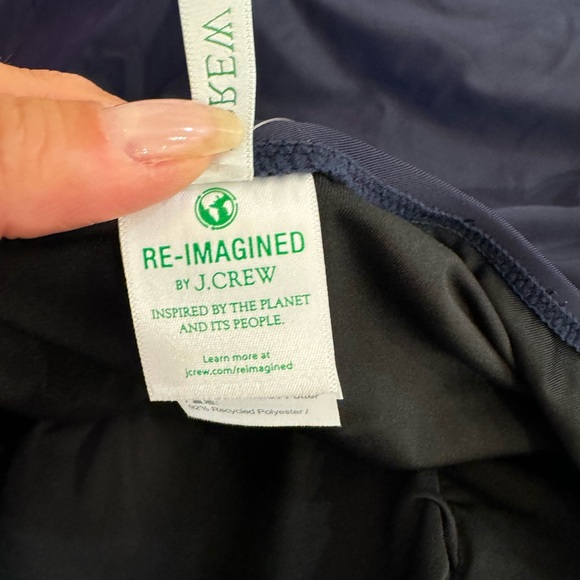 REW
RE-IMAGINED
BY J.CREW
INSPIRED BY THE PLANET
AND ITS PEOPLE.
Learn more at
jcrew.com/reimagined
92% Recycled Polyester /